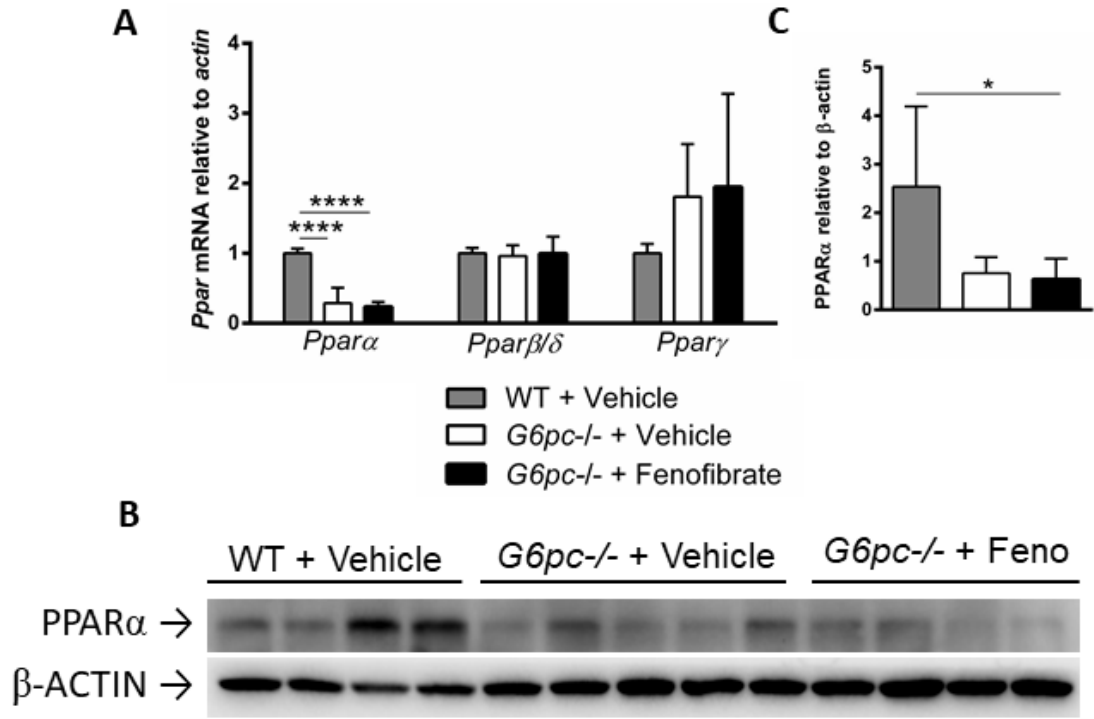 A
Ppar mRNA relative to actin
4
3
2
1
0
****
****
Pparα
Pparβ/δ
Pparγ
C
PPARα relative to β-actin
5
4
3
2
1
0
*
WT + Vehicle
G6pc-/- + Vehicle
G6pc-/- + Fenofibrate
B
WT + Vehicle G6pc-/- + Vehicle G6pc-/- + Feno
PPARα →
β-ACTIN →